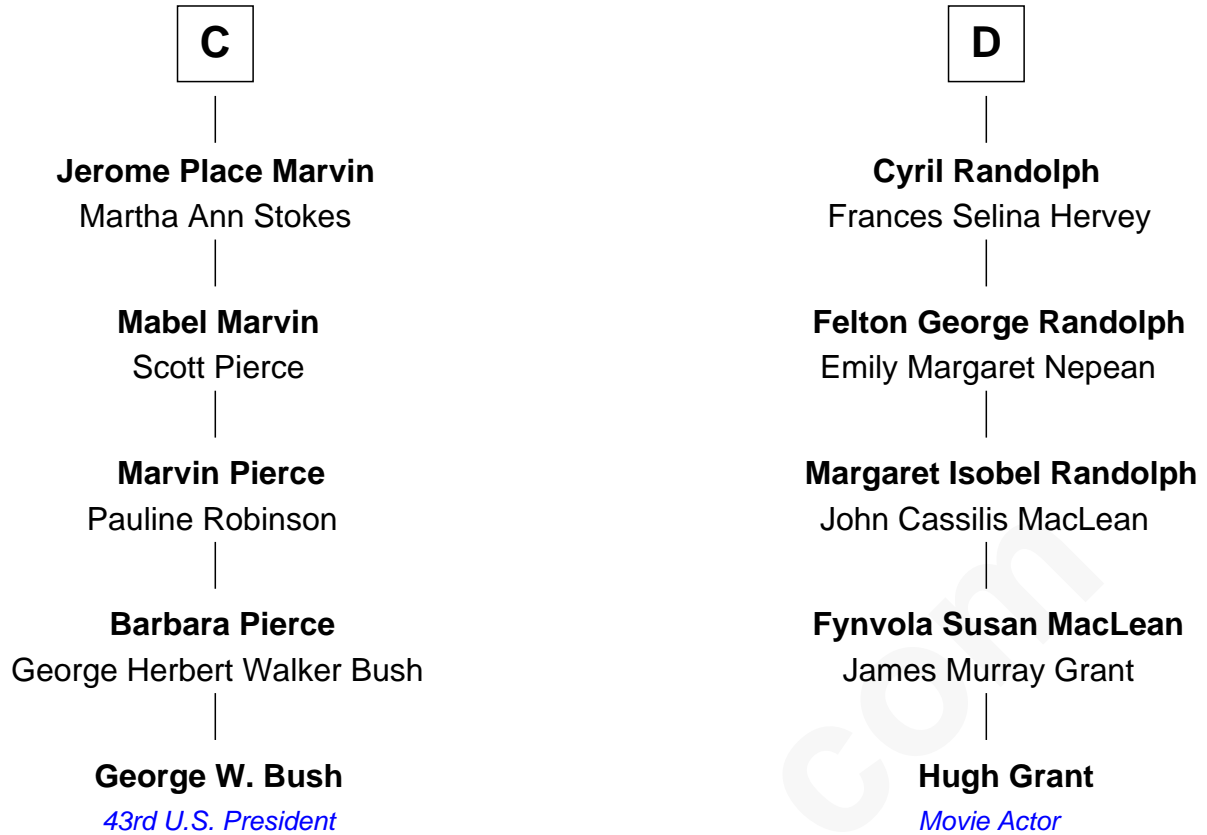 C
Jerome Place Marvin
Martha Ann Stokes
Mabel Marvin
Scott Pierce
Marvin Pierce
Pauline Robinson
Barbara Pierce
George Herbert Walker Bush
George W. Bush
43rd U.S. President
D
Cyril Randolph
Frances Selina Hervey
Felton George Randolph
Emily Margaret Nepean
Margaret Isobel Randolph
John Cassilis MacLean
Fynvola Susan MacLean
James Murray Grant
Hugh Grant
Movie Actor
com